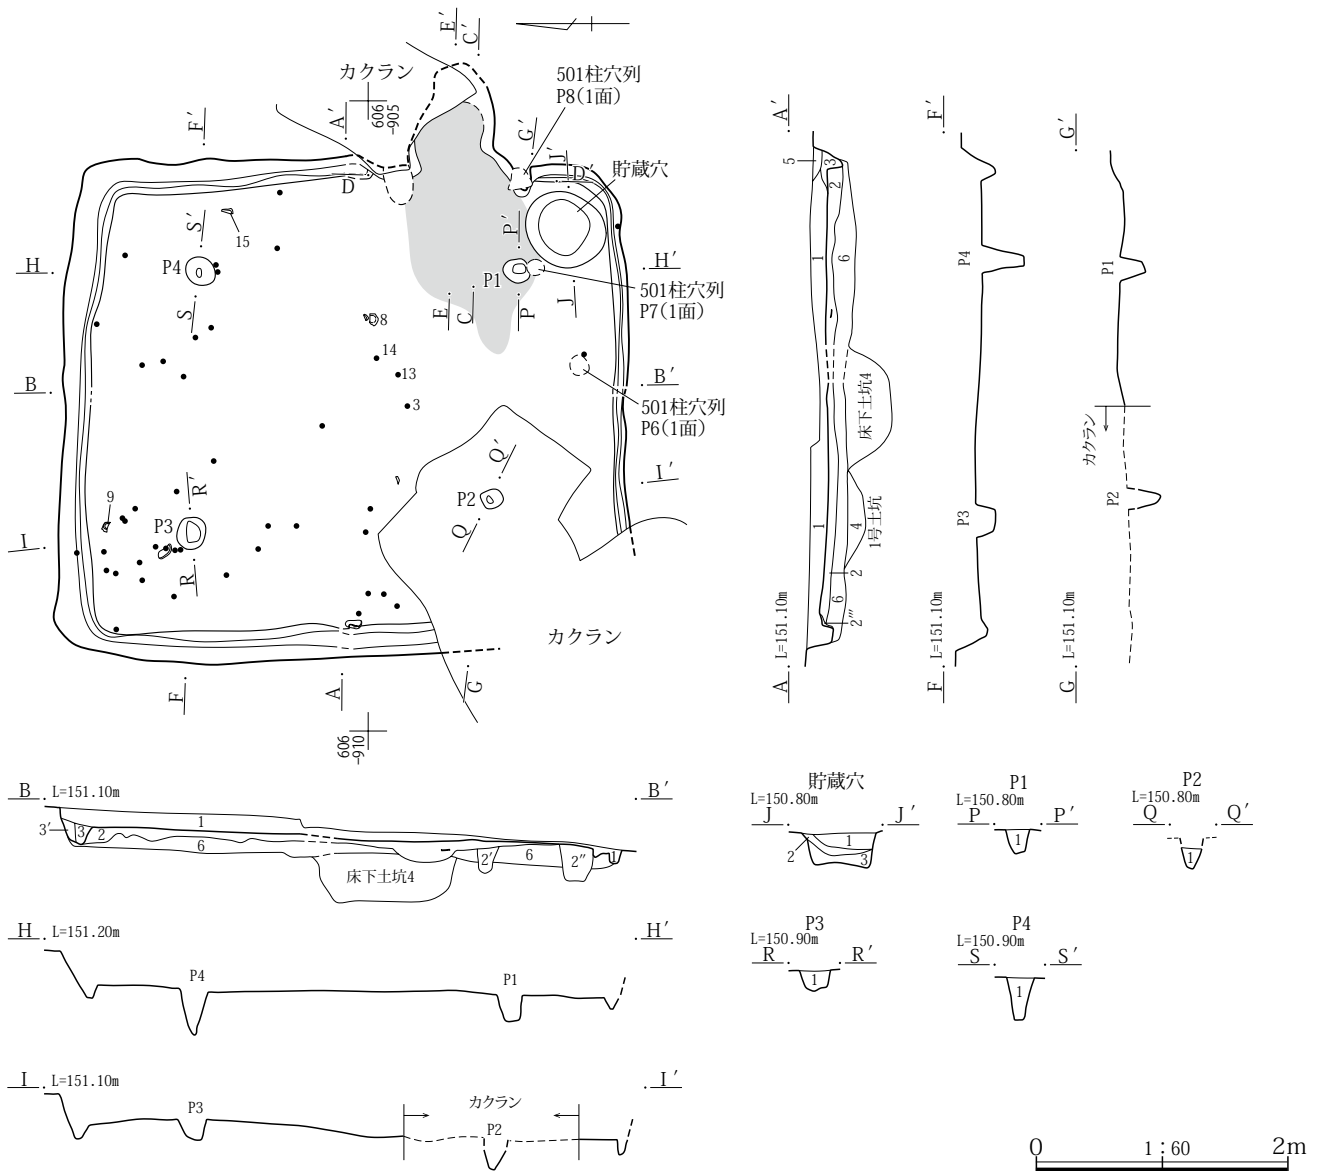 E′
C′
カクラン
501柱穴列
P8(1面)
A′
606
-905
F′
G′
J′
D
D′
貯蔵穴
S′
15
P′
H
P4
P1
H′
501柱穴列
P7(1面)
S
E
C
P
J
8
14
13
3
B
B′
501柱穴列
P6(1面)
Q′
R′
I′
9
P3
P2
Q
I
R
カクラン
F
A
G
606
-910
A′
5
3
2
1
6
床下土坑4
1
4
1号土坑
2
6
2‴
L=151.10m
A
F′
P4
P3
L=151.10m
F
G′
P1
カクラン
P2
L=151.10m
G
B
L=151.10m
B′
3′
3
2
1
6
床下土坑4
2′
6
2″
1
H
L=151.20m
H′
P4
P1
I
L=151.10m
I′
P3
カクラン
P2
貯蔵穴
L=150.80m
J
J′
1
2
3
P1
L=150.80m
P
P′
1
P2
L=150.80m
Q
Q′
1
P3
L=150.90m
R
R′
1
P4
L=150.90m
S
S′
1
0
1:60
2m